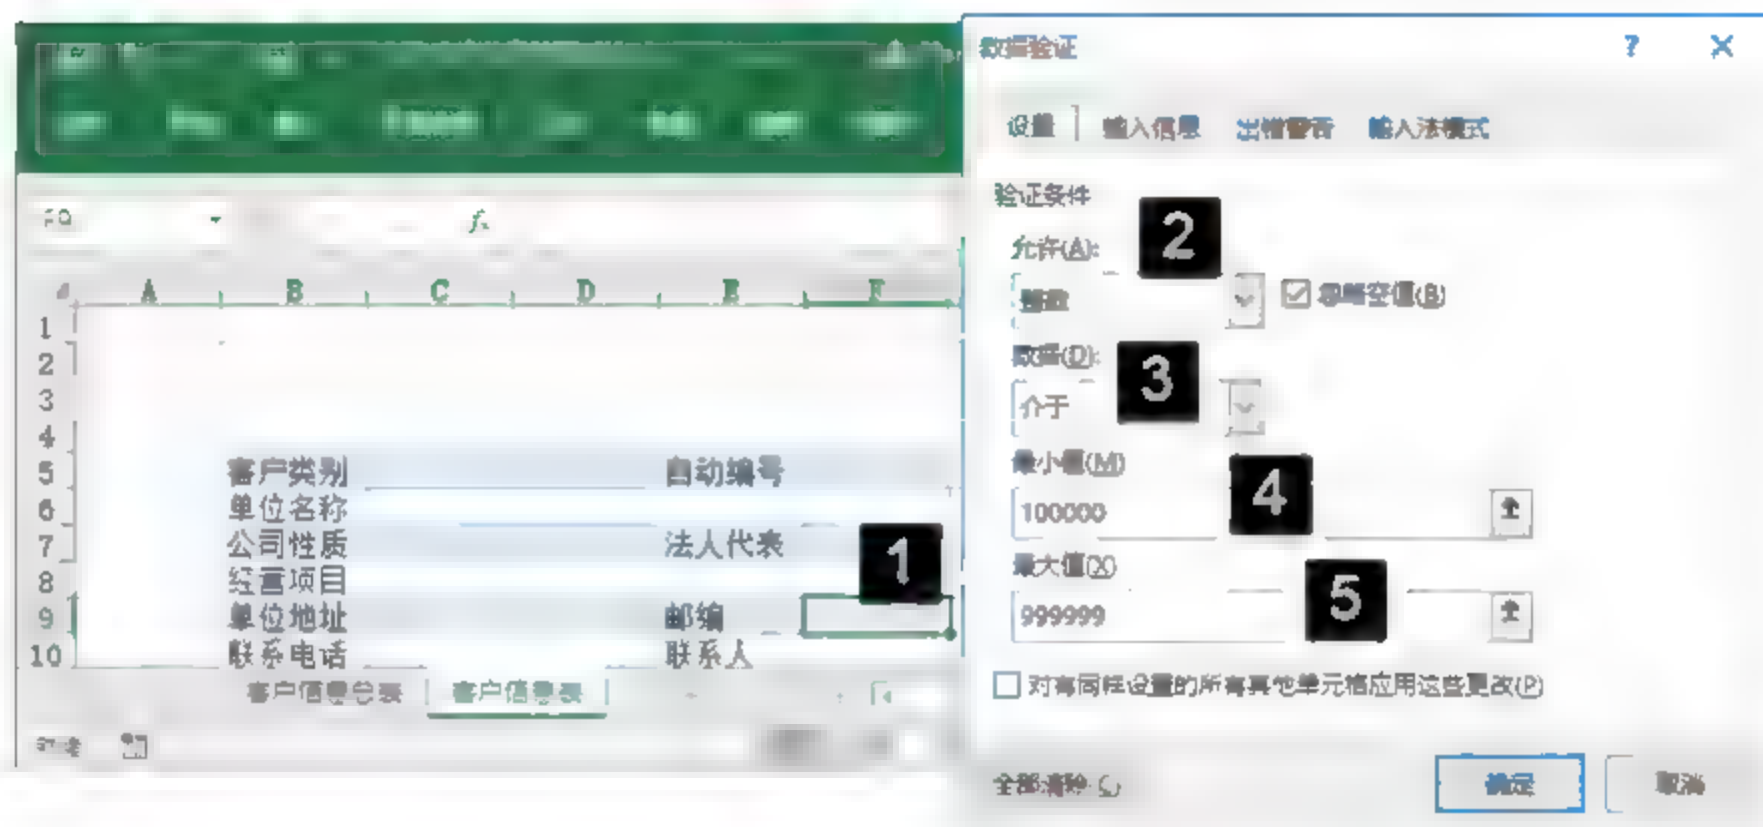 数据验证
设置 输入信息 出错警告 输入法模式
F9
fx
A B C D E F
1
2
3
4
5 客户类别 自动编号
6 单位名称
7 公司性质 法人代表
8 经营项目
9 单位地址 邮编
10 联系电话 联系人
客户信息总表 客户信息表
验证条件
允许(A):
整数
忽略空值(B)
数据(D):
介于
最小值(M)
100000
最大值(X)
999999
对有同样设置的所有其他单元格应用这些更改(P)
全部清除(C)
确定 取消
1
2
3
4
5